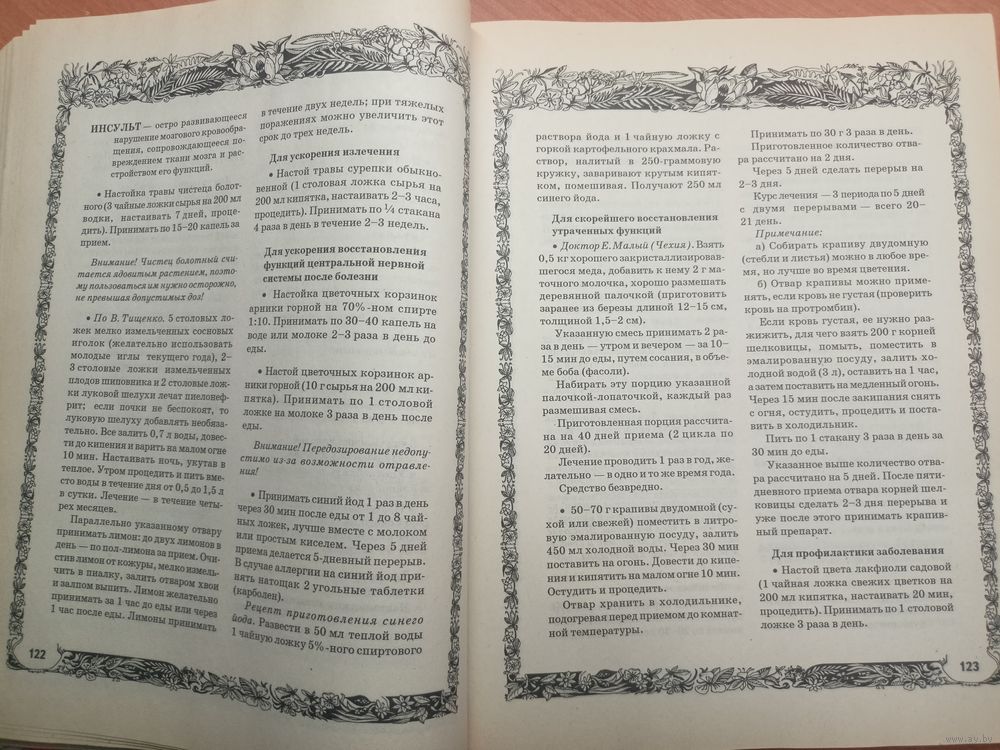 ИНСУЛЬТ — остро развивающееся
нарушение мозгового кровообра-
щения, сопровождающееся по-
вреждением ткани мозга и рас-
стройством его функций.
• Настойка травы чистеца болот-
ного (3 чайные ложки сырья на 200 мл
водки, настаивать 7 дней, проце-
дить). Принимать по 15–20 капель за
прием.
Внимание! Чистец болотный счи-
тается ядовитым растением, поэто-
му пользоваться им нужно осторожно,
не превышая допустимых доз!
• По В. Тищенко. 5 столовых ло-
жек мелко измельченных сосновых
иголок (желательно использовать
молодые иглы текущего года), 2–
3 столовые ложки измельченных
плодов шиповника и 2 столовые лож-
ки луковой шелухи лечат пиелонеф-
рит; если почки не беспокоят, то
луковую шелуху добавлять необяза-
тельно. Все залить 0,7 л воды, довес-
ти до кипения и варить на малом огне
10 мин. Настаивать ночь, укутав в
теплое. Утром процедить и пить вме-
сто воды в течение дня от 0,5 до 1,5 л
в сутки. Лечение — в течение четы-
рех месяцев.
Параллельно указанному отвару
принимать лимон: до двух лимонов в
день — по пол-лимона за прием. Очи-
стив лимон от кожуры, мелко измель-
чить в пиалку, залить отваром хвои
и залпом выпить. Лимон желательно
принимать за 1 час до еды или через
1 час после еды. Лимоны принимать
122
в течение двух недель; при тяжелых
поражениях можно увеличить этот
срок до трех недель.
Для ускорения излечения
• Настой травы сурепки обыкно-
венной (1 столовая ложка сырья на
200 мл кипятка, настаивать 2–3 часа,
процедить). Принимать по ¼ стакана
4 раза в день в течение 2–3 недель.
Для ускорения восстановления
функций центральной нервной
системы после болезни
• Настойка цветочных корзинок
арники горной на 70%-ном спирте
1:10. Принимать по 30–40 капель на
воде или молоке 2–3 раза в день до
еды.
• Настой цветочных корзинок ар-
ники горной (10 г сырья на 200 мл ки-
пятка). Принимать по 1 столовой
ложке на молоке 3 раза в день после
еды.
Внимание! Передозирование недопу-
стимо из-за возможности отравле-
ния!
• Принимать синий йод 1 раз в день
через 30 мин после еды от 1 до 8 чай-
ных ложек, лучше вместе с молоком
или простым киселем. Через 5 дней
приема делается 5-дневный перерыв.
В случае аллергии на синий йод при-
нять натощак 2 угольные таблетки
(карболен).
Рецепт приготовления синего
йода. Развести в 50 мл теплой воды
1 чайную ложку 5%-ного спиртового
раствора йода и 1 чайную ложку с
горкой картофельного крахмала. Ра-
створ, налитый в 250-граммовую
кружку, заваривают крутым кипят-
ком, помешивая. Получают 250 мл
синего йода.
Для скорейшего восстановления
утраченных функций
• Доктор Е. Малый (Чехия). Взять
0,5 кг хорошего закристаллизировав-
шегося меда, добавить к нему 2 г ма-
точного молочка, хорошо размешать
деревянной палочкой (приготовить
заранее из березы длиной 12–15 см,
толщиной 1,5–2 см).
Указанную смесь принимать 2 ра-
за в день — утром и вечером — за 10–
15 мин до еды, путем сосания, в объе-
ме боба (фасоли).
Набирать эту порцию указанной
палочкой-лопаточкой, каждый раз
размешивая смесь.
Приготовленная порция рассчита-
на на 40 дней приема (2 цикла по
20 дней).
Лечение проводить 1 раз в год, же-
лательно — в одно и то же время года.
Средство безвредно.
• 50–70 г крапивы двудомной (су-
хой или свежей) поместить в литро-
вую эмалированную посуду, залить
450 мл холодной воды. Через 30 мин
поставить на огонь. Довести до кипе-
ния и кипятить на малом огне 10 мин.
Остудить и процедить.
Отвар хранить в холодильнике,
подогревая перед приемом до комнат-
ной температуры.
Принимать по 30 г 3 раза в день.
Приготовленное количество отва-
ра рассчитано на 2 дня.
Через 5 дней сделать перерыв на
2–3 дня.
Курс лечения — 3 периода по 5 дней
с двумя перерывами — всего 20–
21 день.
Примечание:
а) Собирать крапиву двудомную
(стебли и листья) можно в любое вре-
мя, но лучше во время цветения.
б) Отвар крапивы можно приме-
нять, если кровь не густая (проверить
кровь на протромбин).
Если кровь густая, ее нужно раз-
жижить, для чего взять 200 г корней
шелковицы, помыть, поместить в
эмалированную посуду, залить хо-
лодной водой (3 л), оставить на 1 час,
а затем поставить на медленный огонь.
Через 15 мин после закипания снять
с огня, остудить, процедить и поста-
вить в холодильник.
Пить по 1 стакану 3 раза в день за
30 мин до еды.
Указанное выше количество отва-
ра рассчитано на 5 дней. После пяти-
дневного приема отвара корней шел-
ковицы сделать 2–3 дня перерыва и
уже после этого принимать крапив-
ный препарат.
Для профилактики заболевания
• Настой цвета лакфиоли садовой
(1 чайная ложка свежих цветков на
200 мл кипятка, настаивать 20 мин,
процедить). Принимать по 1 столовой
ложке 3 раза в день.
123
www.ay.by